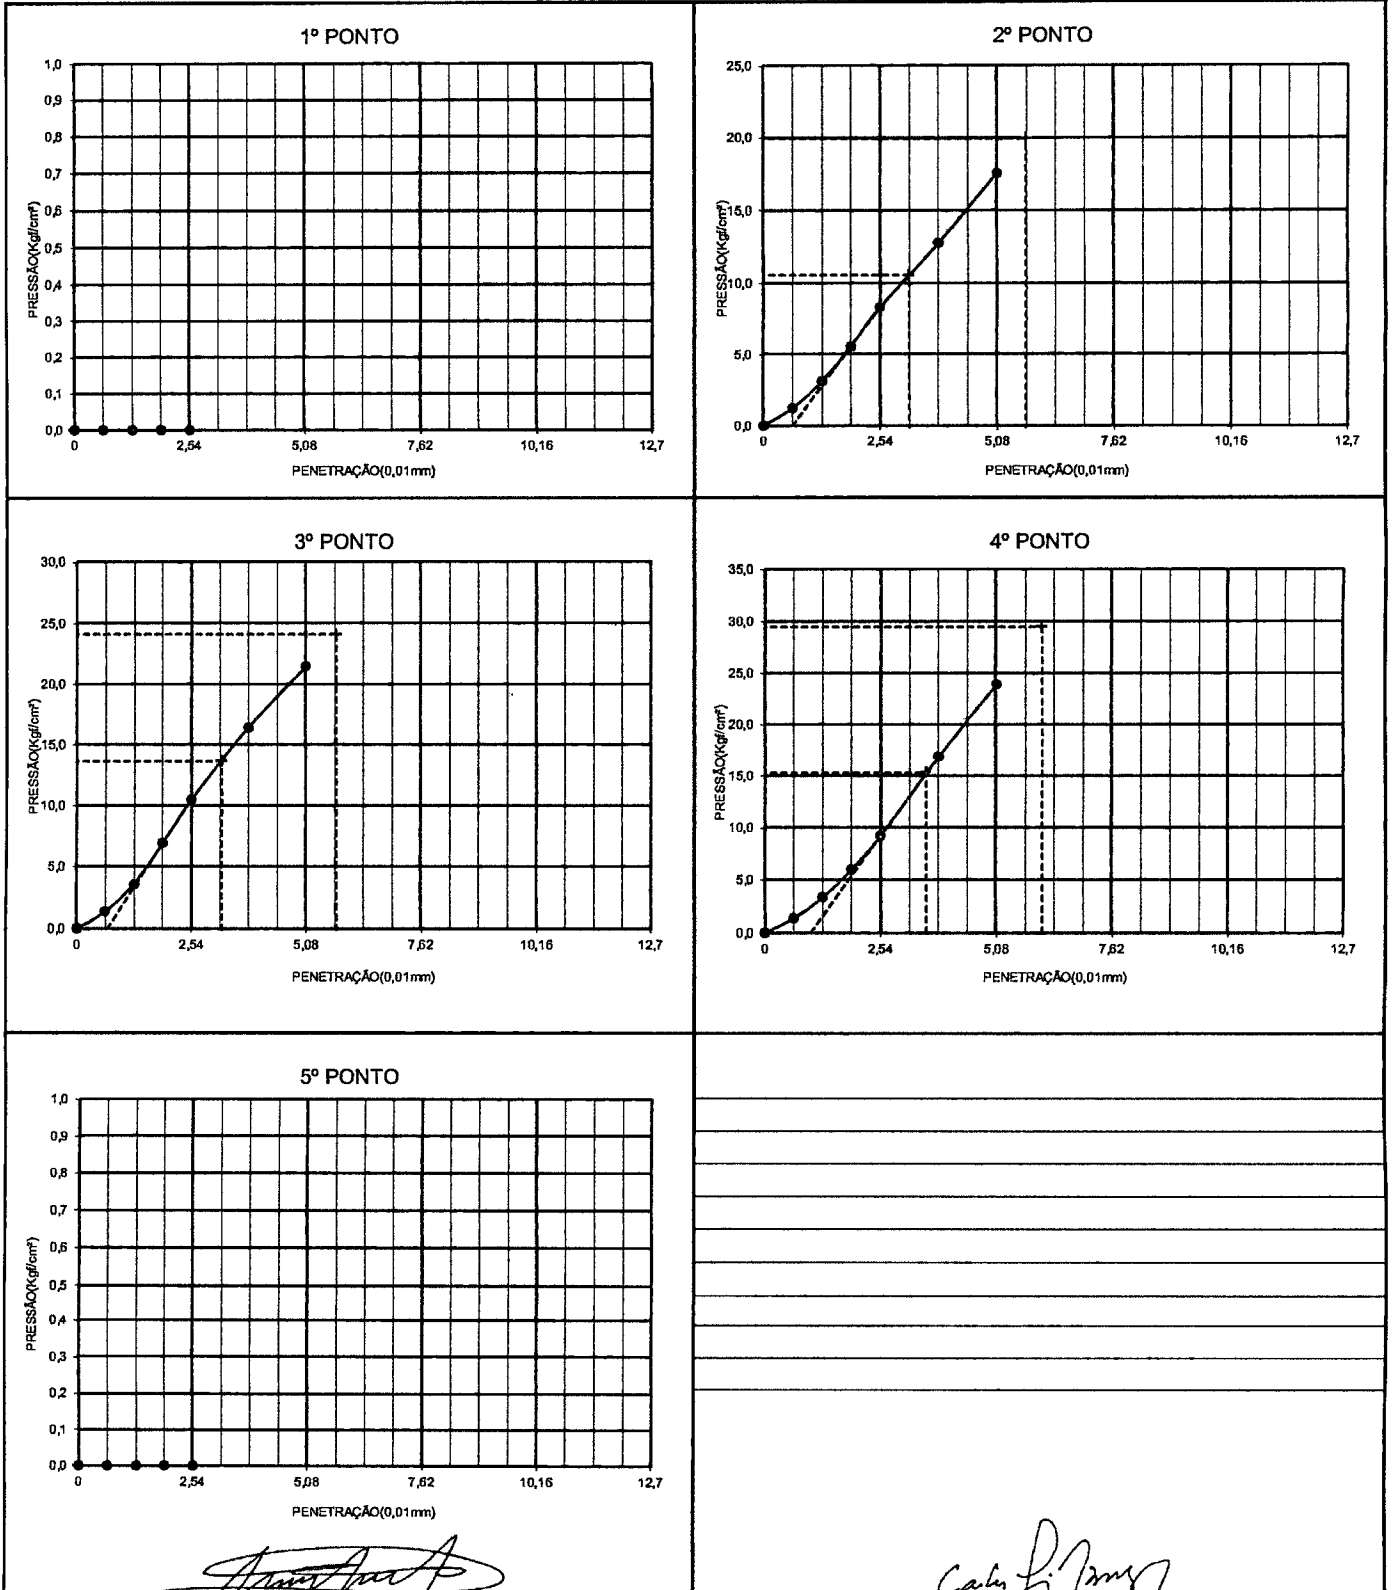 1º PONTO
1,0
0,9
0,8
0,7
0,6
0,5
0,4
0,3
0,2
0,1
0,0
PRESSÃO(Kgf/cm²)
0 2,54 5,08 7,62 10,16 12,7
PENETRAÇÃO(0,01mm)
2º PONTO
25,0
20,0
15,0
10,0
5,0
0,0
PRESSÃO(Kgf/cm²)
0 2,54 5,08 7,62 10,16 12,7
PENETRAÇÃO(0,01mm)
3º PONTO
30,0
25,0
20,0
15,0
10,0
5,0
0,0
PRESSÃO(Kgf/cm²)
0 2,54 5,08 7,62 10,16 12,7
PENETRAÇÃO(0,01mm)
4º PONTO
35,0
30,0
25,0
20,0
15,0
10,0
5,0
0,0
PRESSÃO(Kgf/cm²)
0 2,54 5,08 7,62 10,16 12,7
PENETRAÇÃO(0,01mm)
5º PONTO
1,0
0,9
0,8
0,7
0,6
0,5
0,4
0,3
0,2
0,1
0,0
PRESSÃO(Kgf/cm²)
0 2,54 5,08 7,62 10,16 12,7
PENETRAÇÃO(0,01mm)